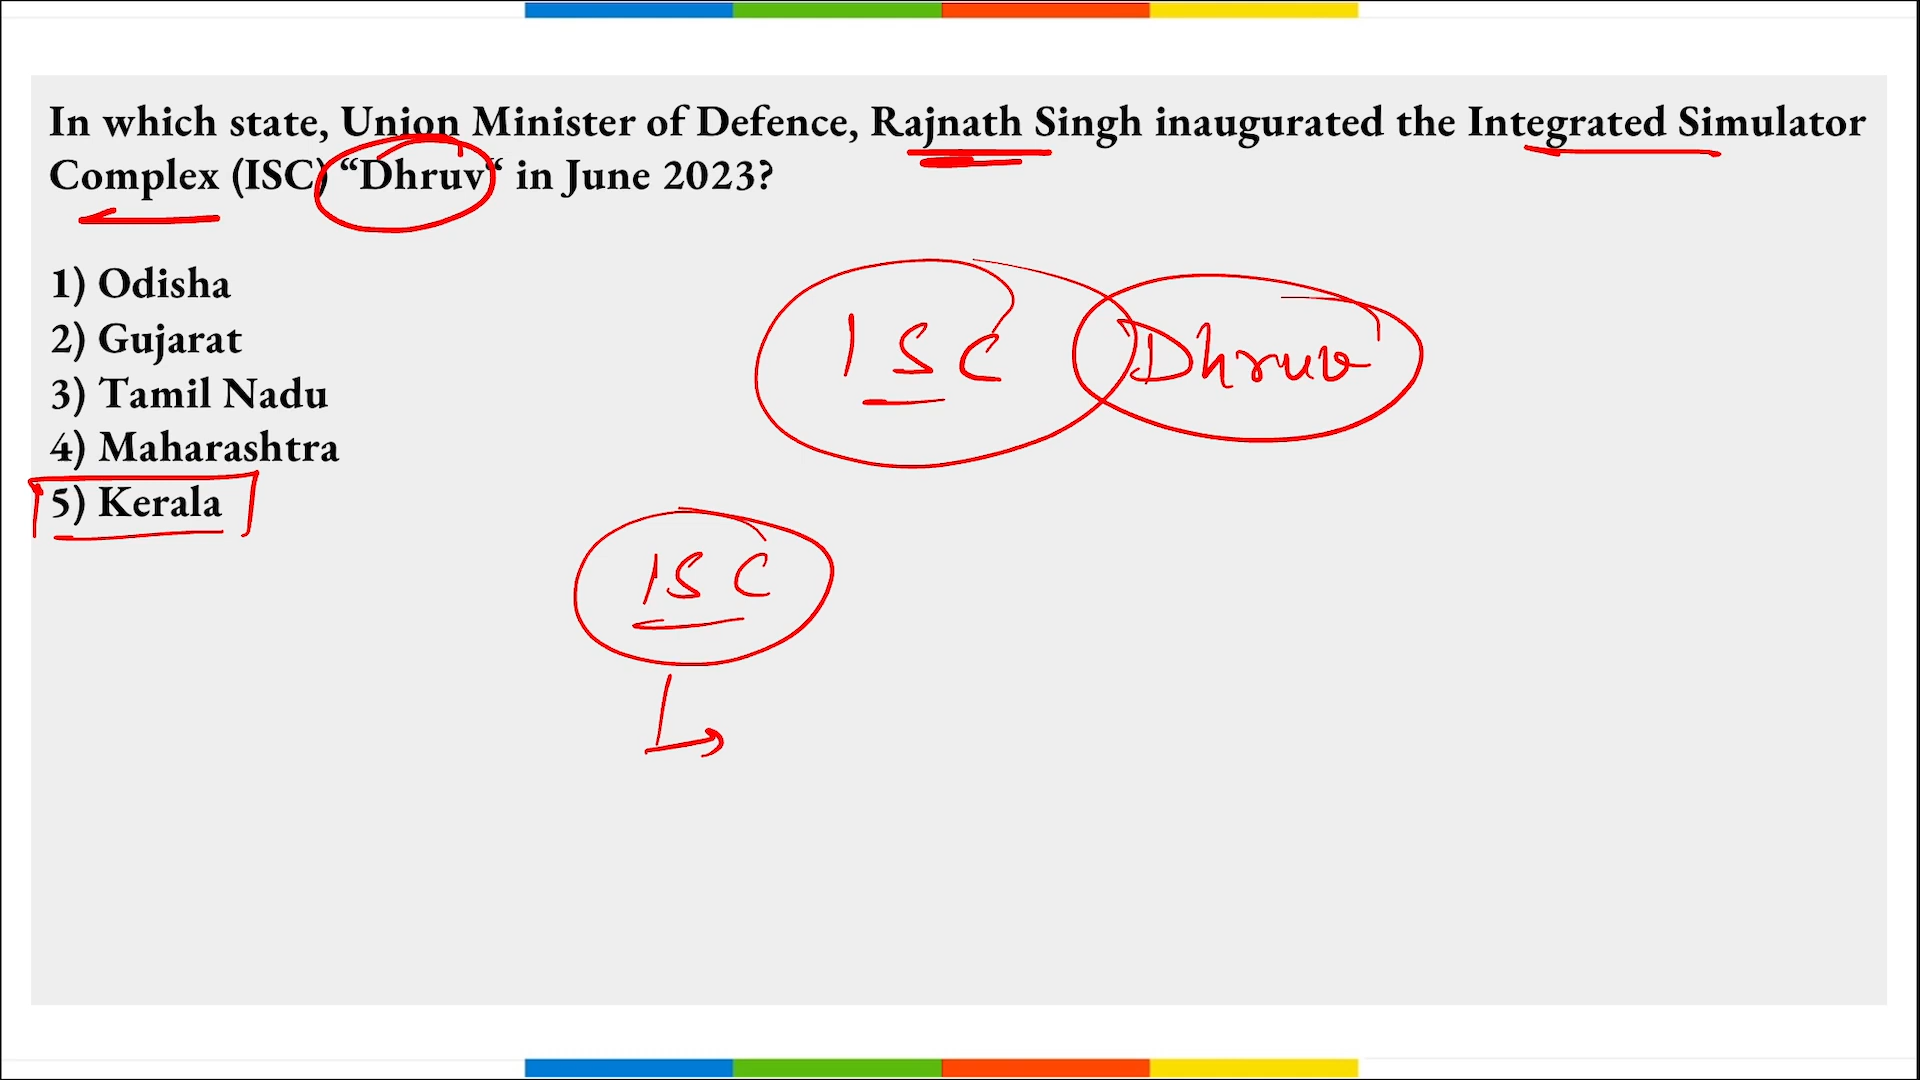 In which state, Union Minister of Defence, Rajnath Singh inaugurated the Integrated Simulator
Complex (ISC) “Dhruv“ in June 2023?
1) Odisha
2) Gujarat
3) Tamil Nadu
4) Maharashtra
5) Kerala
ISC Dhruv
ISC